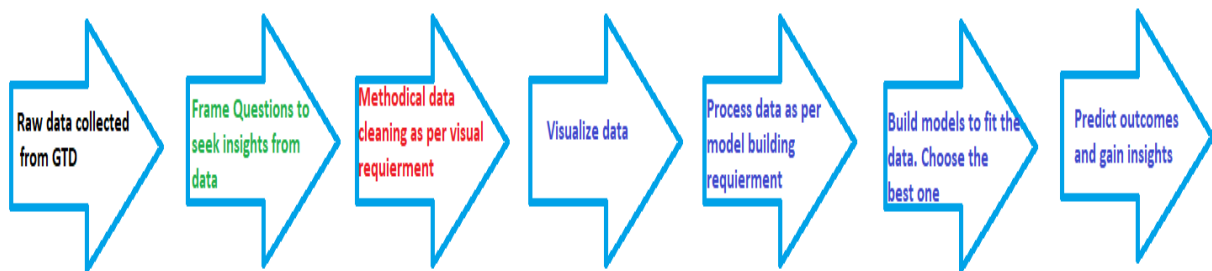 Raw data collected
from GTD
Frame Questions to
seek insights from
data
Methodical data
cleaning as per visual
requierment
Visualize data
Process data as per
model building
requierment
Build models to fit the
data. Choose the
best one
Predict outcomes
and gain insights